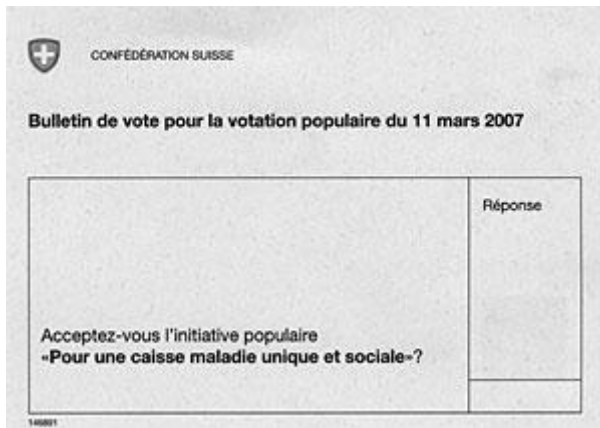 CONFÉDÉRATION SUISSE
Bulletin de vote pour la votation populaire du 11 mars 2007
Réponse
Acceptez-vous l'initiative populaire
«Pour une caisse maladie unique et sociale»?